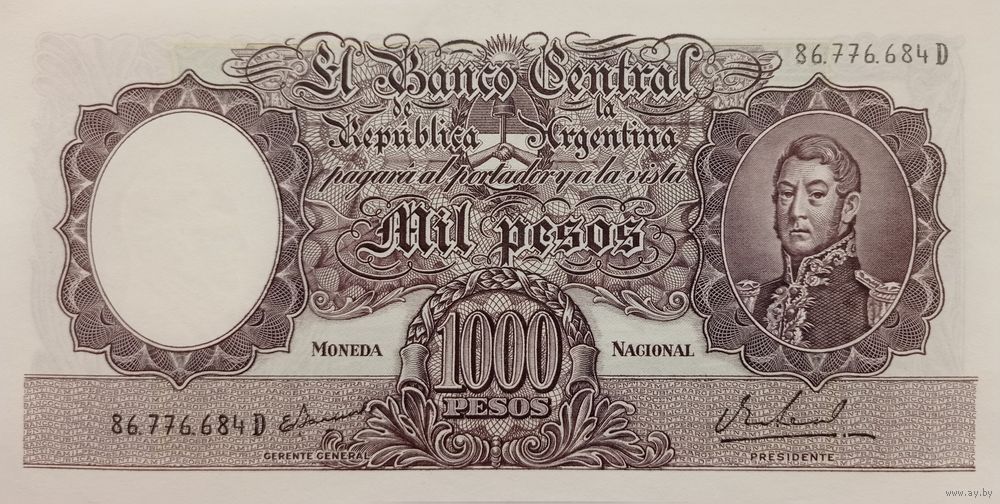 86.776.684 D
El Banco Central
de la
República Argentina
pagará al portador y a la vista
Mil pesos
MONEDA NACIONAL
1000
PESOS
86.776.684 D
GERENTE GENERAL
PRESIDENTE
www.ay.by